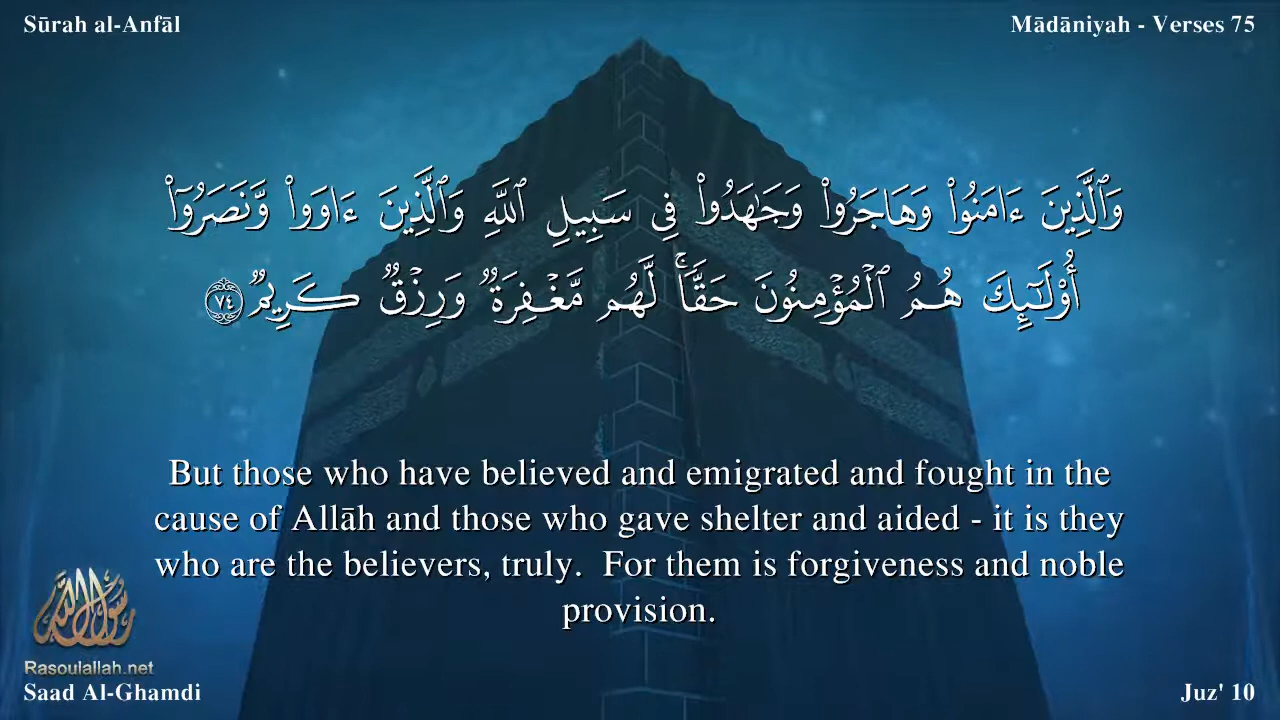 Sūrah al-Anfāl
Mādāniyah - Verses 75
وَٱلَّذِينَ ءَامَنُوا۟ وَهَاجَرُوا۟ وَجَـٰهَدُوا۟ فِى سَبِيلِ ٱللَّهِ وَٱلَّذِينَ ءَاوَوا۟ وَّنَصَرُوٓا۟
أُو۟لَـٰٓئِكَ هُمُ ٱلْمُؤْمِنُونَ حَقًّا ۚ لَّهُم مَّغْفِرَةٌ وَرِزْقٌ كَرِيمٌ ٧٤
But those who have believed and emigrated and fought in the
cause of Allāh and those who gave shelter and aided - it is they
who are the believers, truly.  For them is forgiveness and noble
provision.
رسول الله
Rasoulallah.net
Saad Al-Ghamdi
Juz' 10